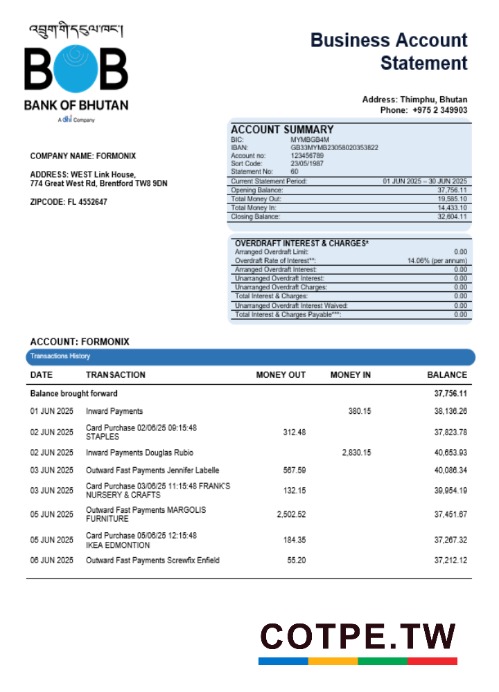 འབྲུག་གི་དངུལ་ཁང་།
BOB
BANK OF BHUTAN
A dhi Company
Business Account
Statement
Address: Thimphu, Bhutan
Phone: +975 2 349903
COMPANY NAME: FORMONIX
ADDRESS: WEST Link House,
774 Great West Rd, Brentford TW8 9DN
ZIPCODE: FL 4552647
ACCOUNT SUMMARY
BIC: MYMBGB4M
IBAN: GB33MYMB23058020353822
Account no: 123456789
Sort Code: 23/05/1987
Statement No: 60
Current Statement Period: 01 JUN 2025 – 30 JUN 2025
Opening Balance: 37,756.11
Total Money Out: 19,585.10
Total Money In: 14,433.10
Closing Balance: 32,604.11
OVERDRAFT INTEREST & CHARGES*
Arranged Overdraft Limit: 0.00
Overdraft Rate of Interest**: 14.06% (per annum)
Arranged Overdraft Interest: 0.00
Unarranged Overdraft Interest: 0.00
Unarranged Overdraft Charges: 0.00
Total Interest & Charges: 0.00
Unarranged Overdraft Interest Waived: 0.00
Total Interest & Charges Payable***: 0.00
ACCOUNT: FORMONIX
Transactions History
DATE TRANSACTION MONEY OUT MONEY IN BALANCE
Balance brought forward 37,756.11
01 JUN 2025 Inward Payments 380.15 38,136.26
02 JUN 2025 Card Purchase 02/06/25 09:15:48 STAPLES 312.48 37,823.78
02 JUN 2025 Inward Payments Douglas Rubio 2,830.15 40,653.93
03 JUN 2025 Outward Fast Payments Jennifer Labelle 567.59 40,086.34
03 JUN 2025 Card Purchase 03/06/25 11:15:48 FRANK'S NURSERY & CRAFTS 132.15 39,954.19
05 JUN 2025 Outward Fast Payments MARGOLIS FURNITURE 2,502.52 37,451.67
05 JUN 2025 Card Purchase 05/06/25 12:15:48 IKEA EDMONTION 184.35 37,267.32
06 JUN 2025 Outward Fast Payments Screwfix Enfield 55.20 37,212.12
COTPE.TW